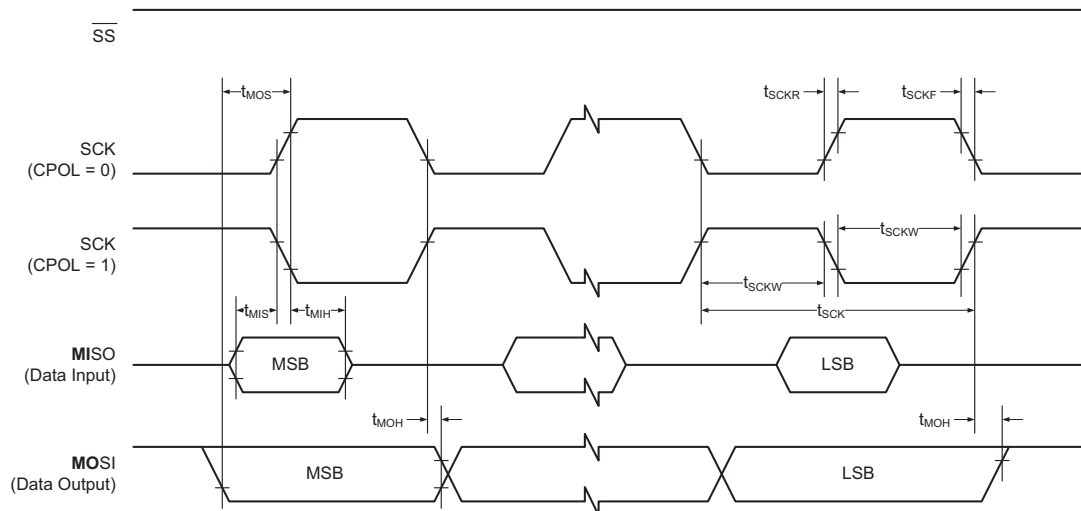 SS
tMOS
tSCKR
tSCKF
SCK
(CPOL = 0)
SCK
(CPOL = 1)
tSCKW
tSCKW
tSCK
tMIS
tMIH
MISO
(Data Input)
MSB
LSB
tMOH
tMOH
MOSI
(Data Output)
MSB
LSB